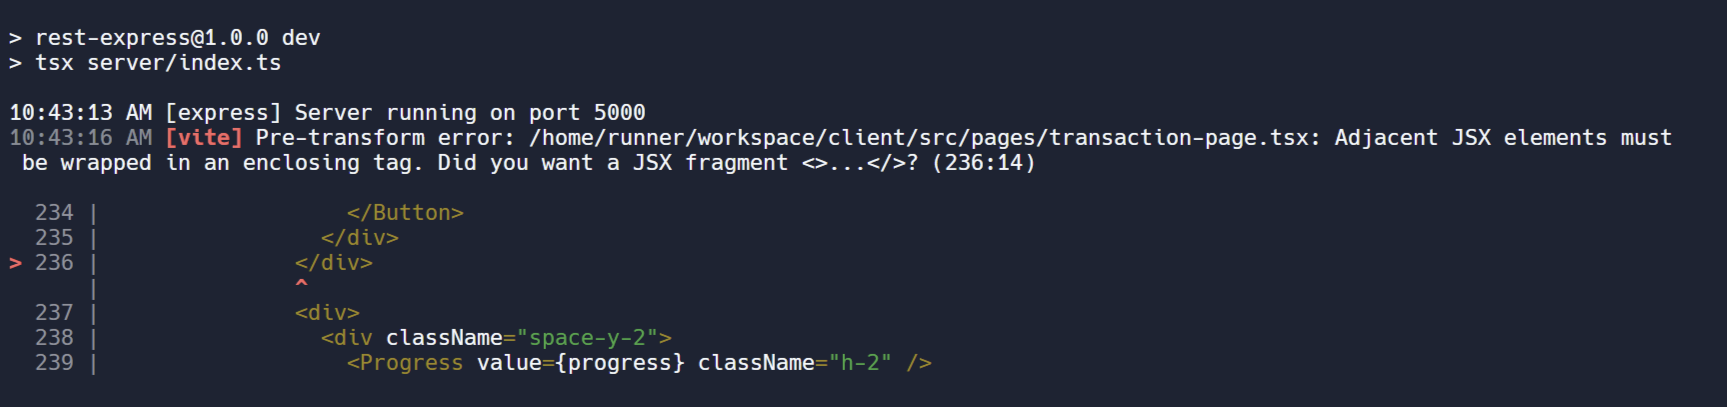 > rest-express@1.0.0 dev
> tsx server/index.ts
10:43:13 AM [express] Server running on port 5000
10:43:16 AM [vite] Pre-transform error: /home/runner/workspace/client/src/pages/transaction-page.tsx: Adjacent JSX elements must
be wrapped in an enclosing tag. Did you want a JSX fragment <>...</>? (236:14)
234 |                   </Button>
235 |                 </div>
> 236 |               </div>
|               ^
237 |               <div>
238 |                 <div className="space-y-2">
239 |                   <Progress value={progress} className="h-2" />